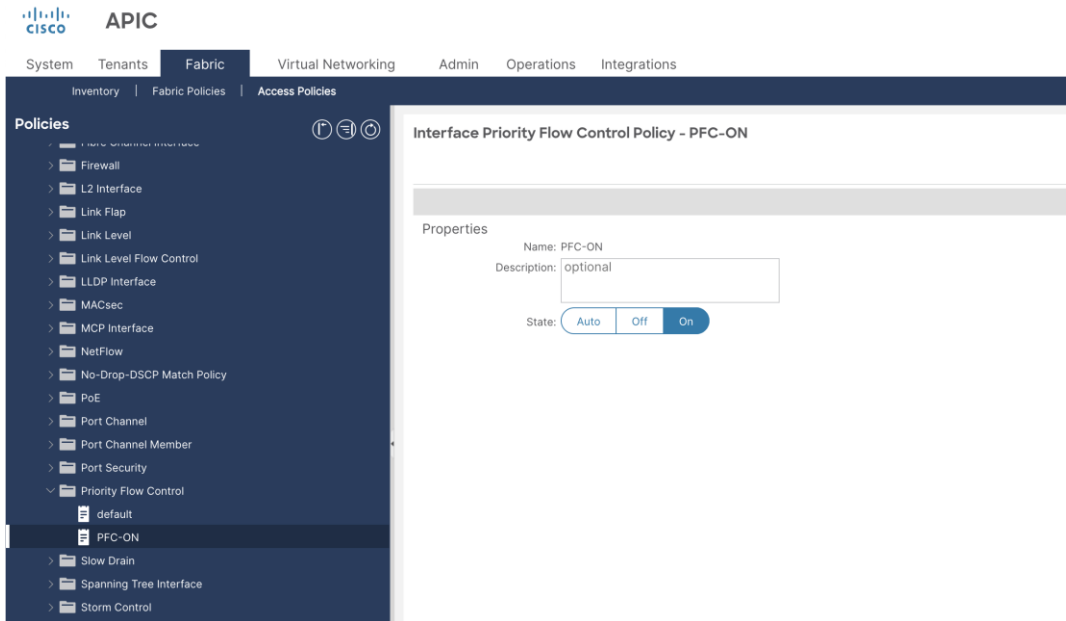 CISCO
APIC
System Tenants Fabric Virtual Networking Admin Operations Integrations
Inventory | Fabric Policies | Access Policies
Policies
Fibre Channel Interface
Firewall
L2 Interface
Link Flap
Link Level
Link Level Flow Control
LLDP Interface
MACsec
MCP Interface
NetFlow
No-Drop-DSCP Match Policy
PoE
Port Channel
Port Channel Member
Port Security
Priority Flow Control
default
PFC-ON
Slow Drain
Spanning Tree Interface
Storm Control
Interface Priority Flow Control Policy - PFC-ON
Properties
Name: PFC-ON
Description: optional
State: Auto Off On